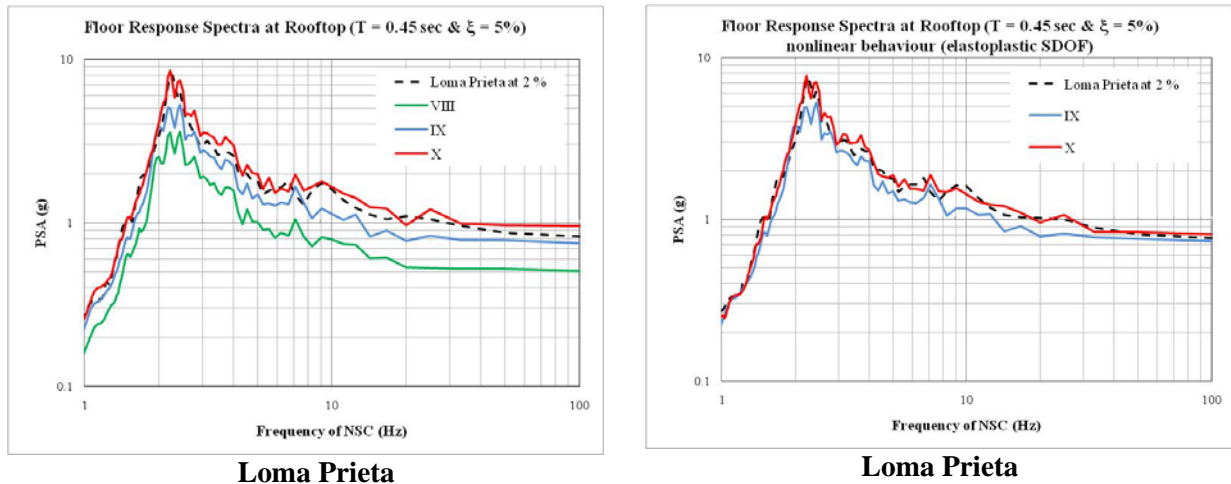 Floor Response Spectra at Rooftop (T = 0.45 sec & ξ = 5%)
10
1
0.1
PSA (g)
Loma Prieta at 2 %
VIII
IX
X
1
10
100
Frequency of NSC (Hz)
Loma Prieta
Floor Response Spectra at Rooftop (T = 0.45 sec & ξ = 5%)
nonlinear behaviour (elastoplastic SDOF)
10
1
0.1
PSA (g)
Loma Prieta at 2 %
IX
X
1
10
100
Frequency of NSC (Hz)
Loma Prieta